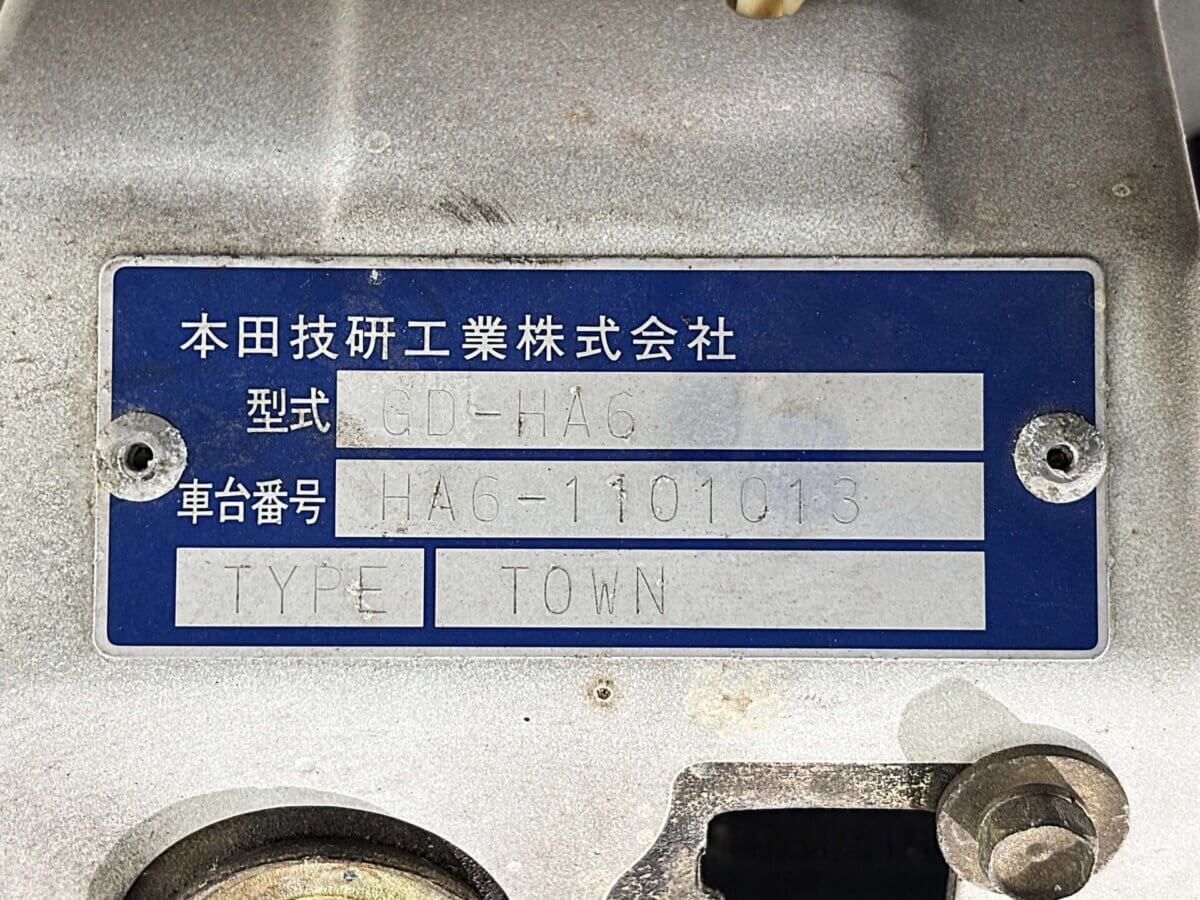 本田技研工業株式会社
型式 GD-HA6
車台番号 HA6-1101013
TYPE TOWN